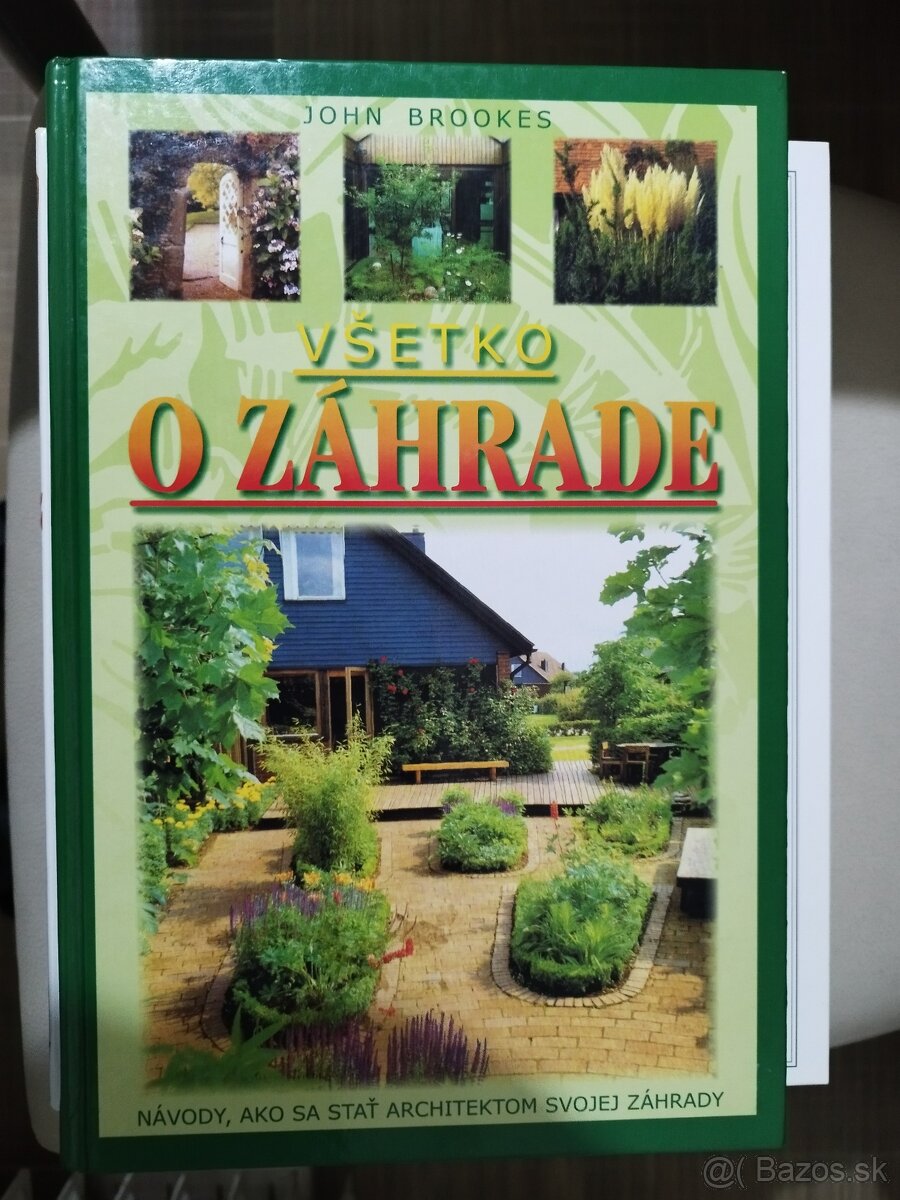 JOHN BROOKES
VŠETKO
O ZÁHRADE
NÁVODY, AKO SA STAŤ ARCHITEKTOM SVOJEJ ZÁHRADY
@( Bazos.sk